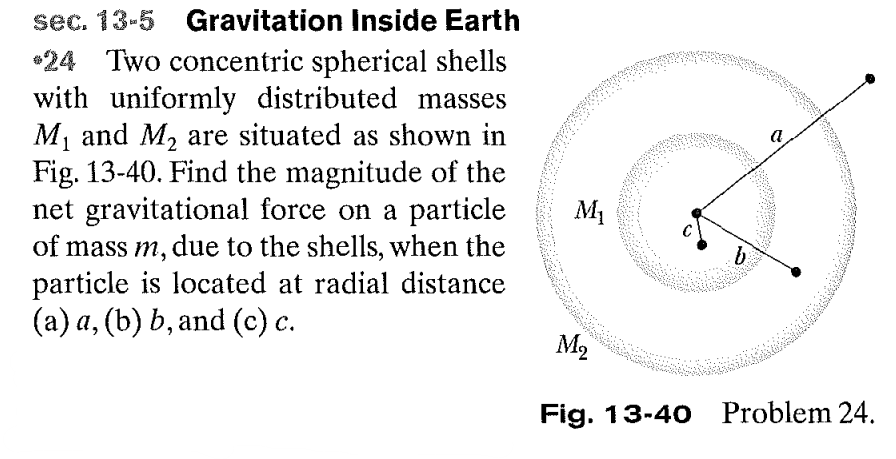 sec. 13-5 Gravitation Inside Earth
•24 Two concentric spherical shells
with uniformly distributed masses
M₁ and M₂ are situated as shown in
Fig. 13-40. Find the magnitude of the
net gravitational force on a particle
of mass m, due to the shells, when the
particle is located at radial distance
(a) a, (b) b, and (c) c.
a
M₁
c
b
M₂
Fig. 13-40 Problem 24.